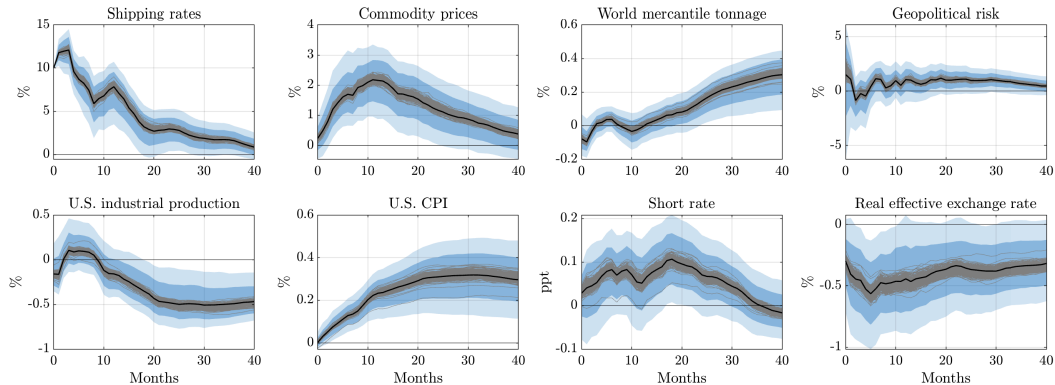 Shipping rates
Commodity prices
World mercantile tonnage
Geopolitical risk
15
10
5
0
%
0 10 20 30 40
4
3
2
1
0
%
0 10 20 30 40
0.6
0.4
0.2
0
-0.2
%
0 10 20 30 40
5
0
-5
%
0 10 20 30 40
U.S. industrial production
U.S. CPI
Short rate
Real effective exchange rate
0.5
0
-0.5
-1
%
0 10 20 30 40
Months
0.6
0.4
0.2
0
%
0 10 20 30 40
Months
0.2
0.1
0
-0.1
ppt
0 10 20 30 40
Months
0
-0.5
-1
%
0 10 20 30 40
Months